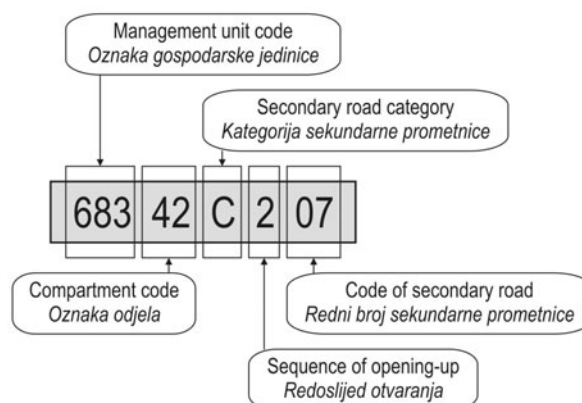 Management unit code
Oznaka gospodarske jedinice
Secondary road category
Kategorija sekundarne prometnice
683 42 C 2 07
Compartment code
Oznaka odjela
Code of secondary road
Redni broj sekundarne prometnice
Sequence of opening-up
Redoslijed otvaranja